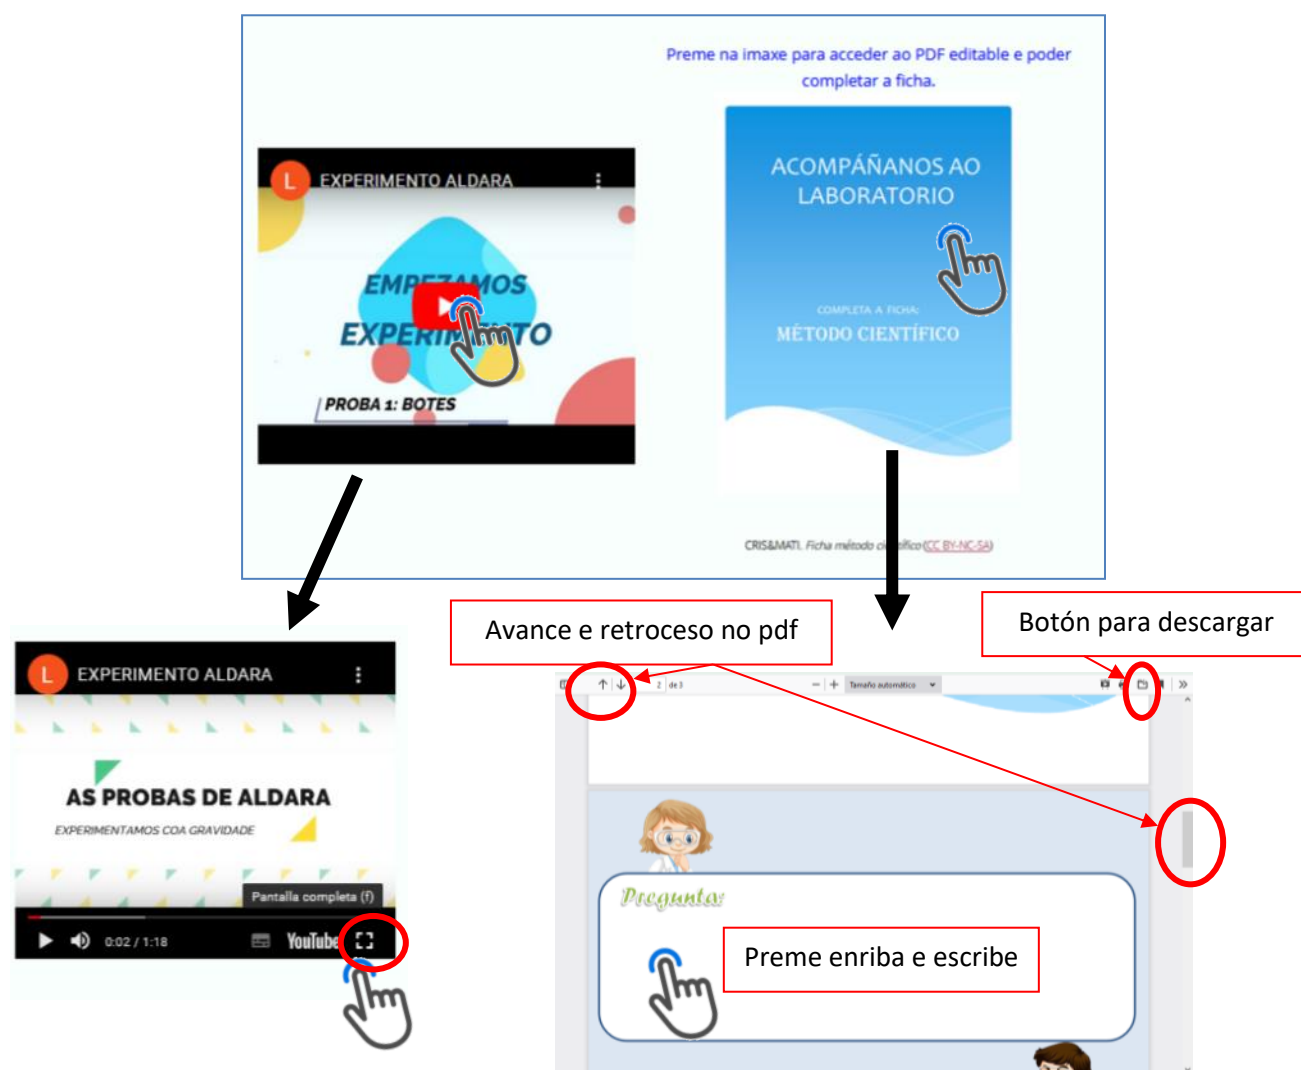 Preme na imaxe para acceder ao PDF editable e poder
completar a ficha.
L EXPERIMENTO ALDARA
EMPEZAMOS
EXPERIMENTO
PROBA 1: BOTES
ACOMPÁÑANOS AO
LABORATORIO
COMPLETA A FICHA:
MÉTODO CIENTÍFICO
CRIS&MATI. Ficha método científico (CC BY-NC-SA)
Avance e retroceso no pdf
Botón para descargar
L EXPERIMENTO ALDARA
AS PROBAS DE ALDARA
EXPERIMENTAMOS COA GRAVIDADE
Pantalla completa (f)
0:02 / 1:18
YouTube
2 de 3
Tamaño automático
Pregunta:
Preme enriba e escribe